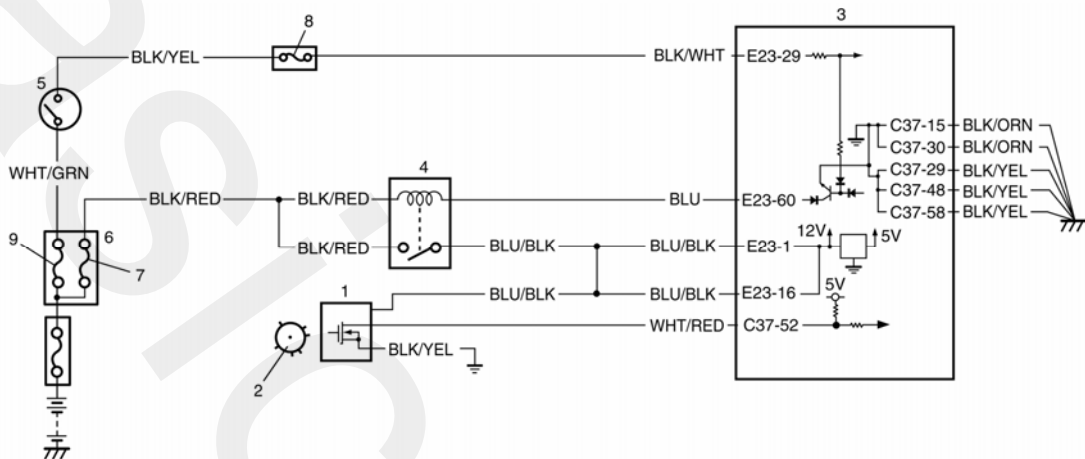 3
8
BLK/YEL
BLK/WHT
E23-29
5
C37-15
BLK/ORN
C37-30
BLK/ORN
4
WHT/GRN
C37-29
BLK/YEL
BLK/RED
BLK/RED
BLU
E23-60
C37-48
BLK/YEL
C37-58
BLK/YEL
9
6
7
BLK/RED
BLU/BLK
BLU/BLK
E23-1
12V
5V
1
BLU/BLK
BLU/BLK
E23-16
5V
WHT/RED
C37-52
2
BLK/YEL